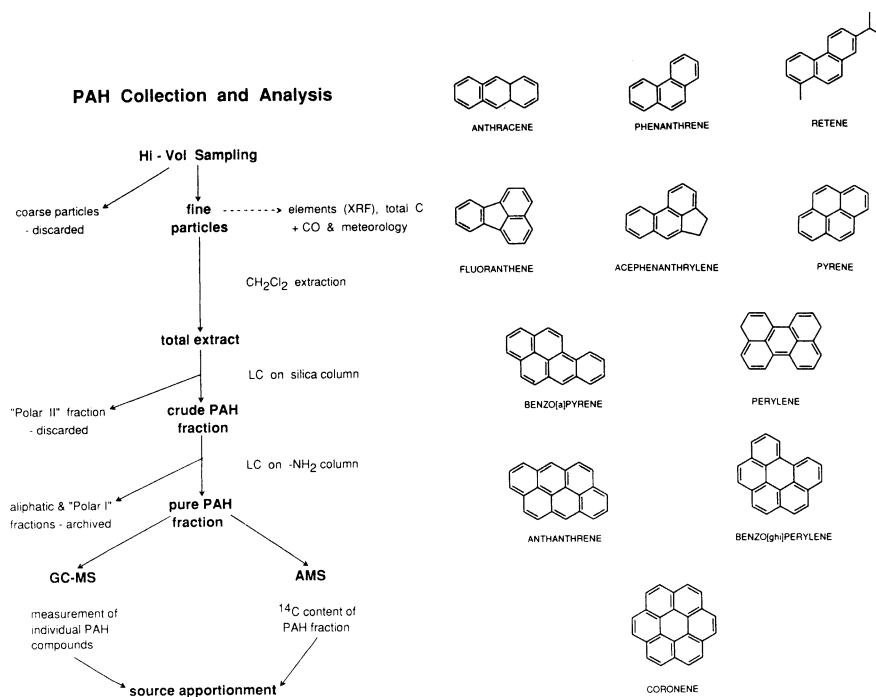 PAH Collection and Analysis
Hi - Vol Sampling
coarse particles
- discarded
fine
particles
elements (XRF), total C
+ CO & meteorology
CH2Cl2 extraction
total extract
LC on silica column
"Polar II" fraction
- discarded
crude PAH
fraction
LC on -NH2 column
aliphatic & "Polar I"
fractions - archived
pure PAH
fraction
GC-MS
AMS
measurement of
individual PAH
compounds
14C content of
PAH fraction
source apportionment
ANTHRACENE
PHENANTHRENE
RETENE
FLUORANTHENE
ACEPHENANTHRYLENE
PYRENE
BENZO[a]PYRENE
PERYLENE
ANTHANTHRENE
BENZO[ghi]PERYLENE
CORONENE